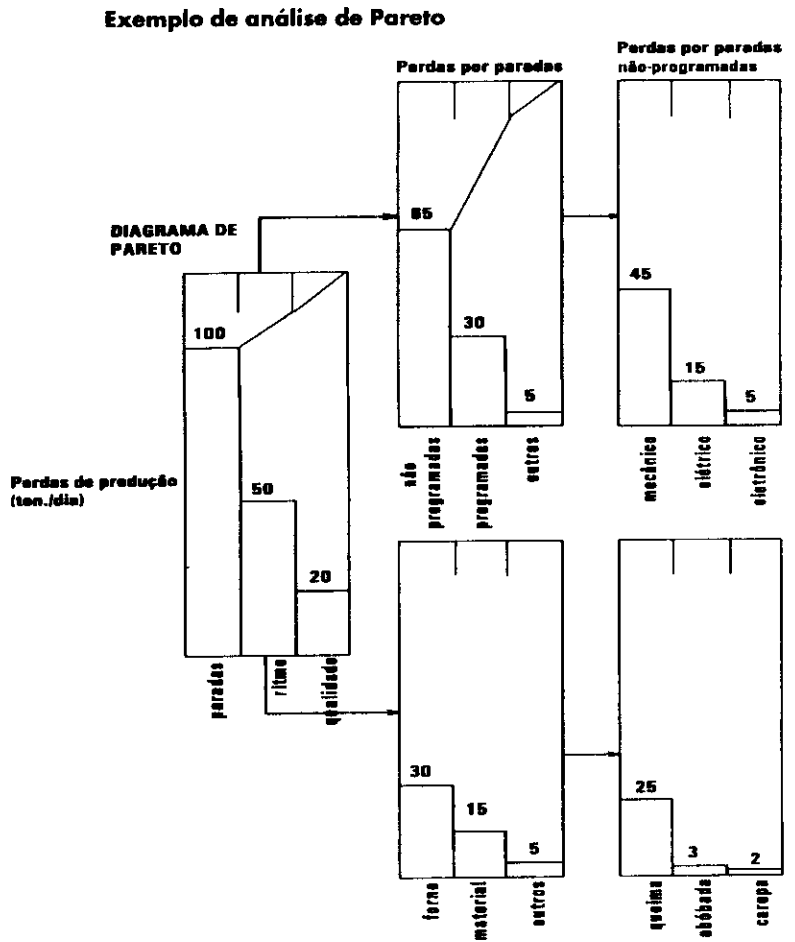 Exemplo de análise de Pareto
Perdas por paradas
Perdas por paradas
não-programadas
DIAGRAMA DE
PARETO
100
50
20
Perdas de produção
(ton./dia)
paradas
ritmo
qualidade
65
30
5
não
programadas
programadas
outros
45
15
5
mecânico
elétrico
eletrônico
30
15
5
forno
material
outros
25
3
2
queima
abóbada
carepa